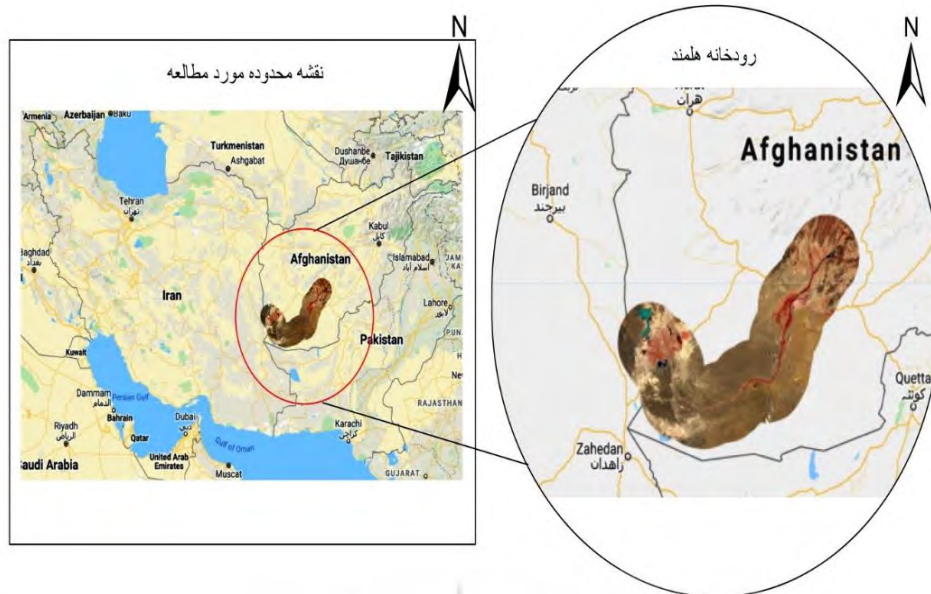 N
نقشه محدوده مورد مطالعه
Armenia
Azerbaijan
Baku
Turkmenistan
Ashgabat
Dushanbe
Душанбе
Tajikistan
Tehran
تهران
Kabul
کابل
Baghdad
بغداد
Afghanistan
Islamabad
اسلام آباد
Iran
Lahore
لاہور
Pakistan
Kuwait
Dammam
الدمام
Persian Gulf
Bahrain
Dubai
دبي
RAJASTHAN
Karachi
کراچی
Riyadh
الرياض
Qatar
Gulf of Oman
United Arab
Emirates
Saudi Arabia
Muscat
GUJARAT
N
رودخانه هلمند
هرات
Afghanistan
Birjand
بیرجند
Quetta
کوئٹہ
Zahedan
زاهدان